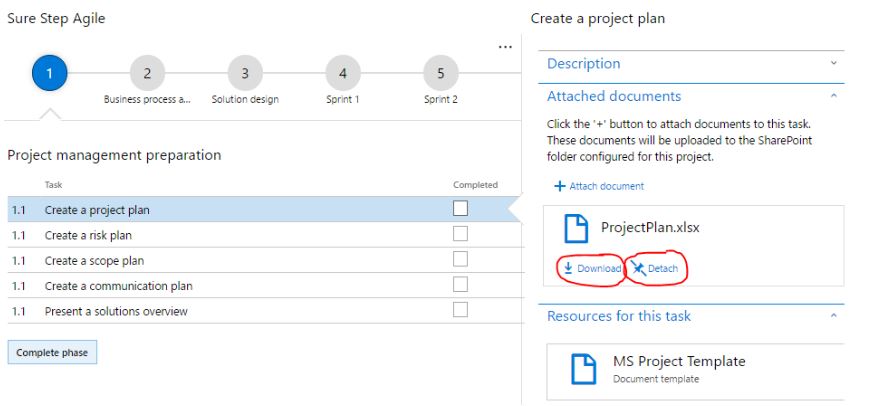 Sure Step Agile
...
1
2
3
4
5
Business process a...
Solution design
Sprint 1
Sprint 2
Project management preparation
Task
Completed
1.1 Create a project plan
1.1 Create a risk plan
1.1 Create a scope plan
1.1 Create a communication plan
1.1 Present a solutions overview
Complete phase
Create a project plan
Description
Attached documents
Click the '+' button to attach documents to this task.
These documents will be uploaded to the SharePoint
folder configured for this project.
+ Attach document
ProjectPlan.xlsx
Download
Detach
Resources for this task
MS Project Template
Document template